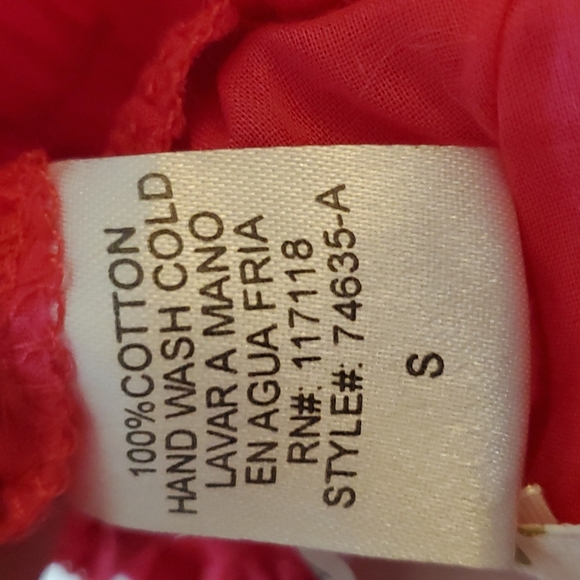 100%COTTON
HAND WASH COLD
LAVAR A MANO
EN AGUA FRIA
RN#: 117118
STYLE#: 74635-A
S